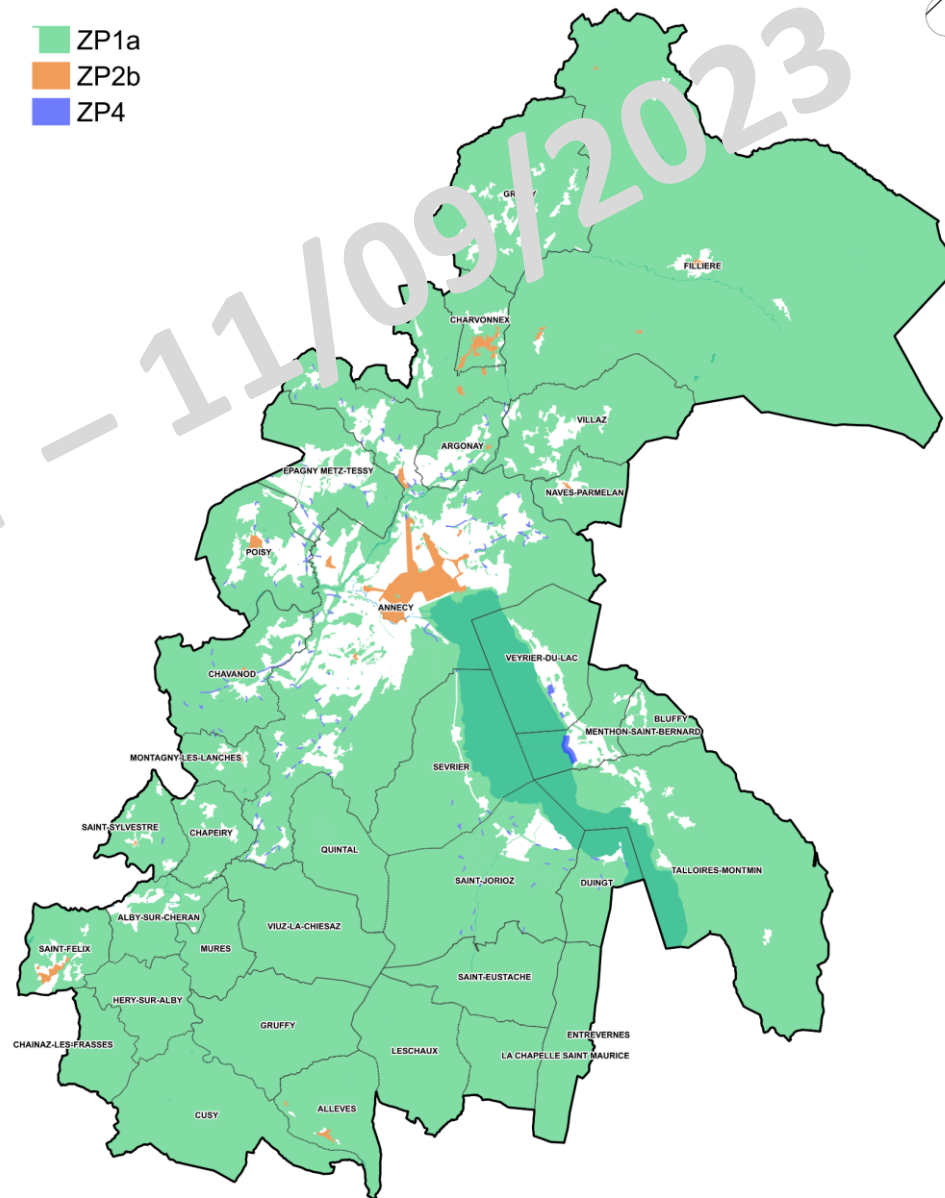 ZP1a
ZP2b
ZP4
– 11/09/2023
FILLIERE
CHARVONNEX
VILLAZ
ARGONAY
EPAGNY METZ-TESSY
NAVES-PARMELAN
POISY
ANNECY
VEYRIER-DU-LAC
CHAVANOD
BLUFFY
MENTHON-SAINT-BERNARD
MONTAGNY-LES-LANCHES
SEVRIER
SAINT-SYLVESTRE
CHAPEIRY
QUINTAL
TALLOIRES-MONTMIN
SAINT-JORIOZ
DUINGT
ALBY-SUR-CHERAN
VIUZ-LA-CHIESAZ
SAINT-FELIX
MURES
SAINT-EUSTACHE
HERY-SUR-ALBY
GRUFFY
ENTREVERNES
CHAINAZ-LES-FRASSES
LESCHAUX
LA CHAPELLE SAINT MAURICE
CUSY
ALLEVES